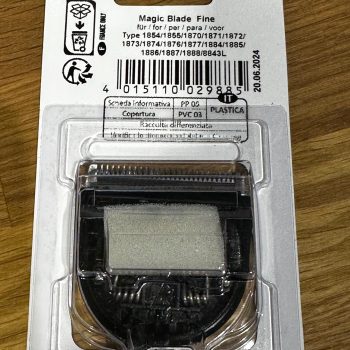 Magic Blade Fine
für / for / per / para / voor
Type 1854/1855/1870/1871/1872/
1873/1874/1876/1877/1884/1885/
1886/1887/1888/8843L
FRANCE ONLY
4 015110 029885
20.06.2024
Scheda informativa PP 05
Copertura PVC 03
IT
PLASTICA
Raccolta differenziata